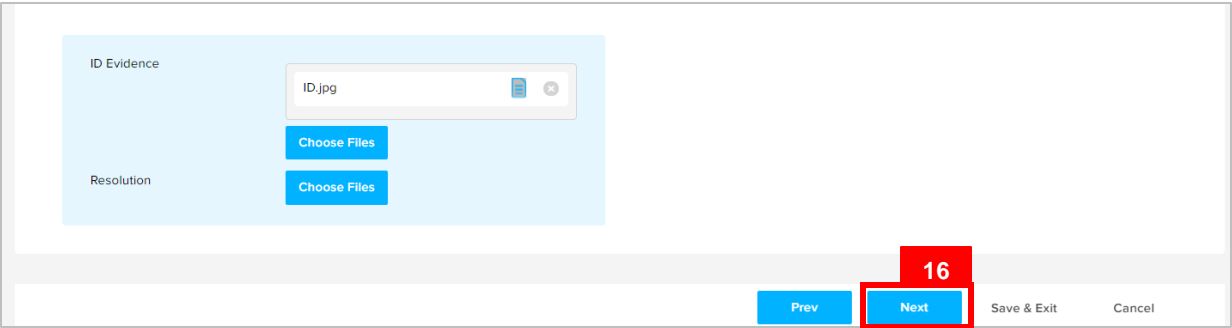 ID Evidence
ID.jpg
Choose Files
Resolution
Choose Files
16
Prev
Next
Save & Exit
Cancel